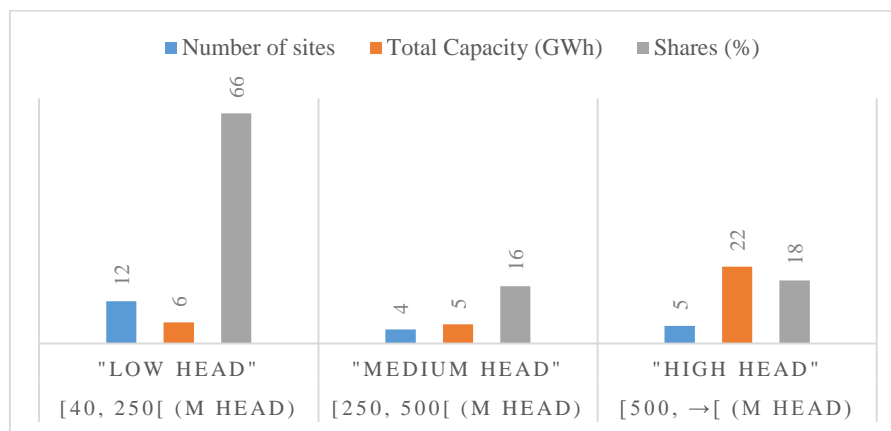 Number of sites Total Capacity (GWh) Shares (%)
12 6 66 4 5 16 5 22 18
"LOW HEAD" "MEDIUM HEAD" "HIGH HEAD"
[40, 250[ (M HEAD) [250, 500[ (M HEAD) [500, →[ (M HEAD)